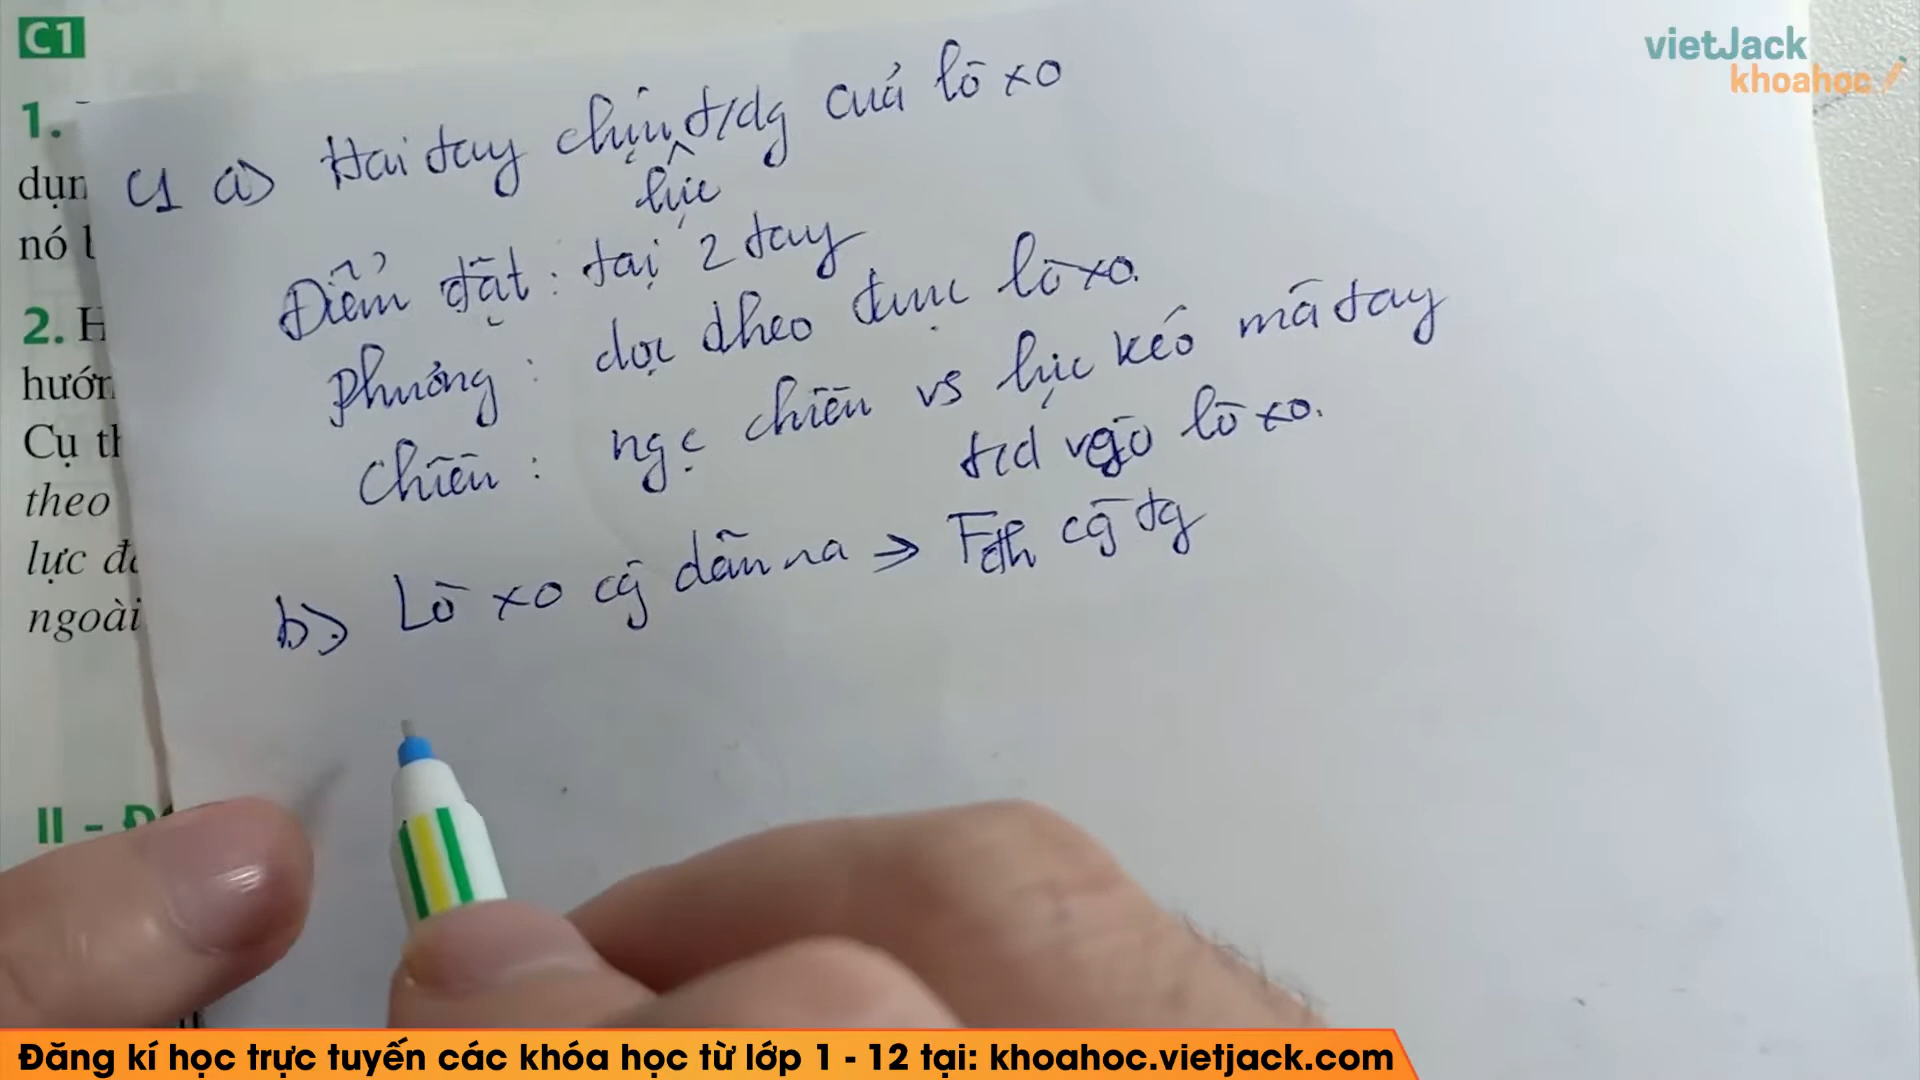 C1
vietJack
khoahoc
1.
dụn
nó b
2. H
hướn
Cụ th
theo
lực đ
ngoài
II - Đ
C1 a) Hai tay chịu t/dg của lò xo
lực
Điểm đặt: tại 2 tay
Phương: dọc theo trục lò xo.
Chiều: ngc chiều vs lực kéo mà tay
t/d vào lò xo.
b) Lò xo cg dãn ra => Fđh cg tg
Đăng kí học trực tuyến các khóa học từ lớp 1 - 12 tại: khoahoc.vietjack.com